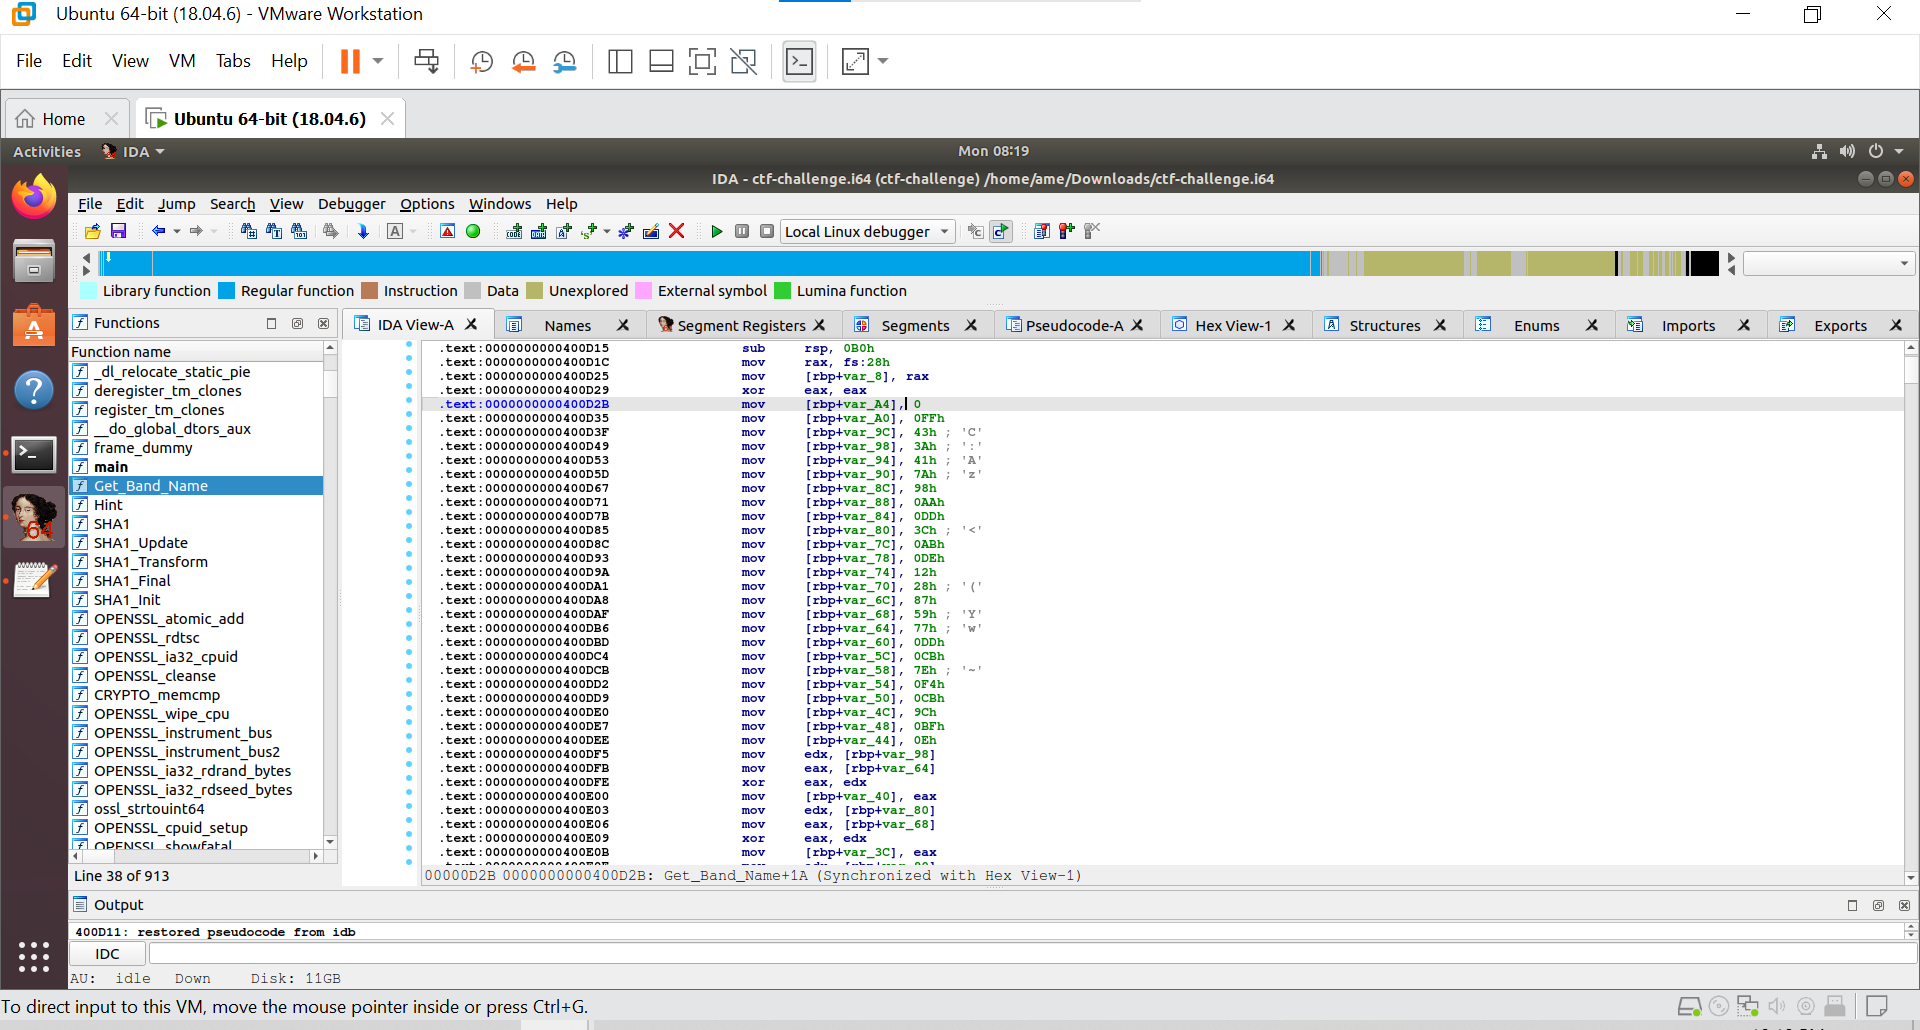 Ubuntu 64-bit (18.04.6) - VMware Workstation
File Edit View VM Tabs Help
Home
Ubuntu 64-bit (18.04.6)
Activities IDA Mon 08:19
IDA - ctf-challenge.i64 (ctf-challenge) /home/ame/Downloads/ctf-challenge.i64
File Edit Jump Search View Debugger Options Windows Help
Local Linux debugger
Library function Regular function Instruction Data Unexplored External symbol Lumina function
Functions
IDA View-A Names Segment Registers Segments Pseudocode-A Hex View-1 Structures Enums Imports Exports
Function name
_dl_relocate_static_pie
deregister_tm_clones
register_tm_clones
__do_global_dtors_aux
frame_dummy
main
Get_Band_Name
Hint
SHA1
SHA1_Update
SHA1_Transform
SHA1_Final
SHA1_Init
OPENSSL_atomic_add
OPENSSL_rdtsc
OPENSSL_ia32_cpuid
OPENSSL_cleanse
CRYPTO_memcmp
OPENSSL_wipe_cpu
OPENSSL_instrument_bus
OPENSSL_instrument_bus2
OPENSSL_ia32_rdrand_bytes
OPENSSL_ia32_rdseed_bytes
ossl_strtouint64
OPENSSL_cpuid_setup
OPENSSL_showfatal
Line 38 of 913
.text:0000000000400D15 sub rsp, 0B0h
.text:0000000000400D1C mov rax, fs:28h
.text:0000000000400D25 mov [rbp+var_8], rax
.text:0000000000400D29 xor eax, eax
.text:0000000000400D2B mov [rbp+var_A4], 0
.text:0000000000400D35 mov [rbp+var_A0], 0FFh
.text:0000000000400D3F mov [rbp+var_9C], 43h ; 'C'
.text:0000000000400D49 mov [rbp+var_98], 3Ah ; ':'
.text:0000000000400D53 mov [rbp+var_94], 41h ; 'A'
.text:0000000000400D5D mov [rbp+var_90], 7Ah ; 'z'
.text:0000000000400D67 mov [rbp+var_8C], 98h
.text:0000000000400D71 mov [rbp+var_88], 0AAh
.text:0000000000400D7B mov [rbp+var_84], 0DDh
.text:0000000000400D85 mov [rbp+var_80], 3Ch ; '<'
.text:0000000000400D8C mov [rbp+var_7C], 0ABh
.text:0000000000400D93 mov [rbp+var_78], 0DEh
.text:0000000000400D9A mov [rbp+var_74], 12h
.text:0000000000400DA1 mov [rbp+var_70], 28h ; '('
.text:0000000000400DA8 mov [rbp+var_6C], 87h
.text:0000000000400DAF mov [rbp+var_68], 59h ; 'Y'
.text:0000000000400DB6 mov [rbp+var_64], 77h ; 'w'
.text:0000000000400DBD mov [rbp+var_60], 0DDh
.text:0000000000400DC4 mov [rbp+var_5C], 0CBh
.text:0000000000400DCB mov [rbp+var_58], 7Eh ; '~'
.text:0000000000400DD2 mov [rbp+var_54], 0F4h
.text:0000000000400DD9 mov [rbp+var_50], 0CBh
.text:0000000000400DE0 mov [rbp+var_4C], 9Ch
.text:0000000000400DE7 mov [rbp+var_48], 0BFh
.text:0000000000400DEE mov [rbp+var_44], 0Eh
.text:0000000000400DF5 mov edx, [rbp+var_98]
.text:0000000000400DFB mov eax, [rbp+var_64]
.text:0000000000400DFE xor eax, edx
.text:0000000000400E00 mov [rbp+var_40], eax
.text:0000000000400E03 mov edx, [rbp+var_80]
.text:0000000000400E06 mov eax, [rbp+var_68]
.text:0000000000400E09 xor eax, edx
.text:0000000000400E0B mov [rbp+var_3C], eax
00000D2B 0000000000400D2B: Get_Band_Name+1A (Synchronized with Hex View-1)
Output
400D11: restored pseudocode from idb
IDC
AU: idle Down Disk: 11GB
To direct input to this VM, move the mouse pointer inside or press Ctrl+G.